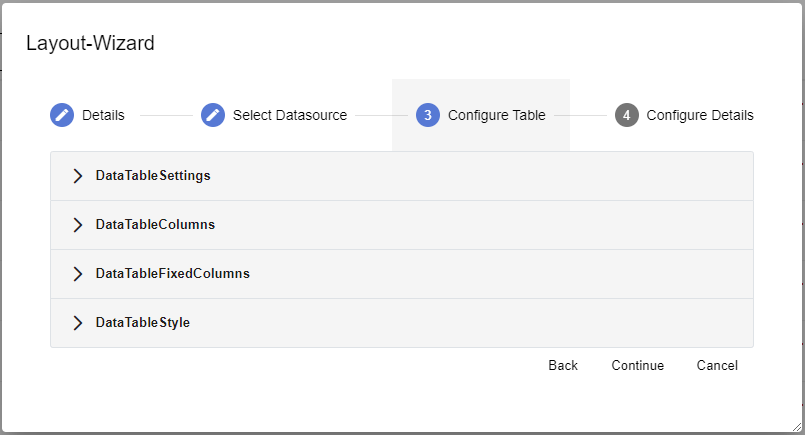 Layout-Wizard
Details Select Datasource 3 Configure Table 4 Configure Details
DataTableSettings
DataTableColumns
DataTableFixedColumns
DataTableStyle
Back Continue Cancel